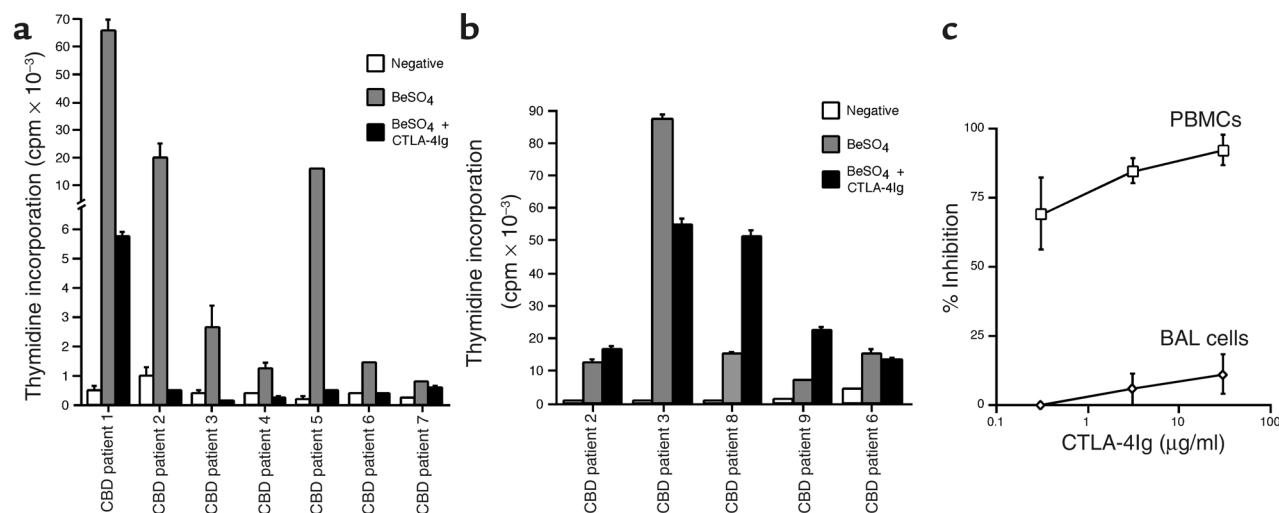 a
Thymidine incorporation (cpm × 10⁻³)
70
60
50
40
30
20
10
6
5
4
3
2
1
0
Negative
BeSO₄
BeSO₄ +
CTLA-4Ig
CBD patient 1
CBD patient 2
CBD patient 3
CBD patient 4
CBD patient 5
CBD patient 6
CBD patient 7
b
Thymidine incorporation
(cpm × 10⁻³)
90
80
70
60
50
40
30
20
10
0
Negative
BeSO₄
BeSO₄ +
CTLA-4Ig
CBD patient 2
CBD patient 3
CBD patient 8
CBD patient 9
CBD patient 6
c
% Inhibition
100
75
50
25
0
PBMCs
BAL cells
0.1
1
10
100
CTLA-4Ig (μg/ml)